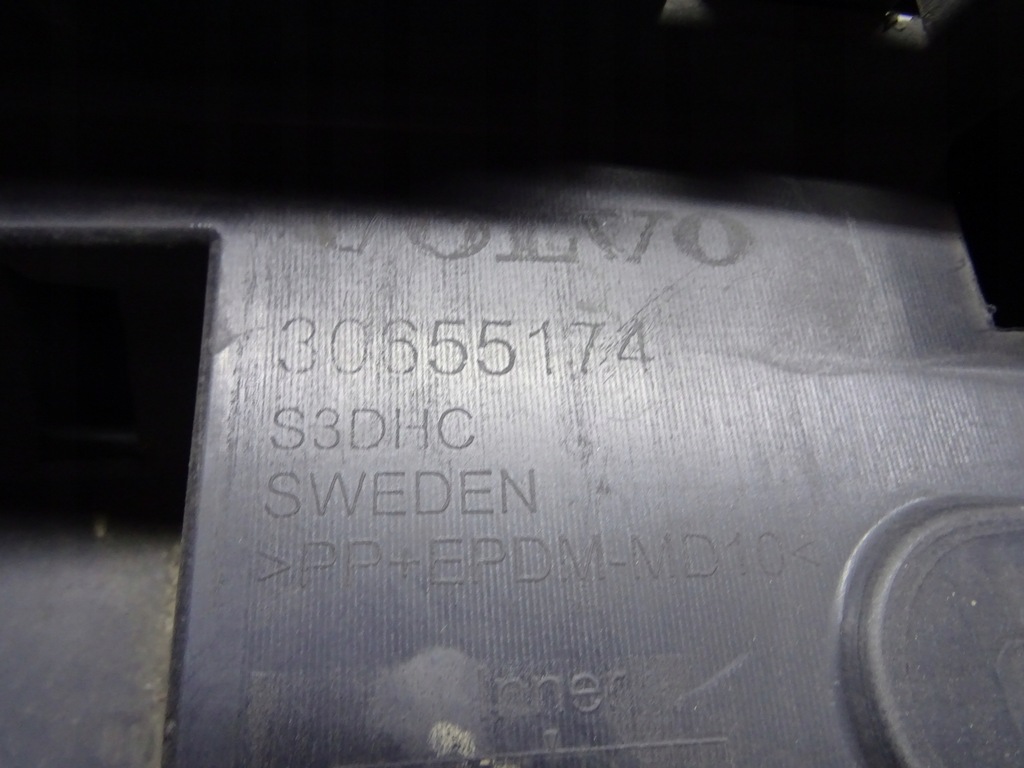 VOLVO
30655174
S3DHC
SWEDEN
>PP+EPDM-MD10<